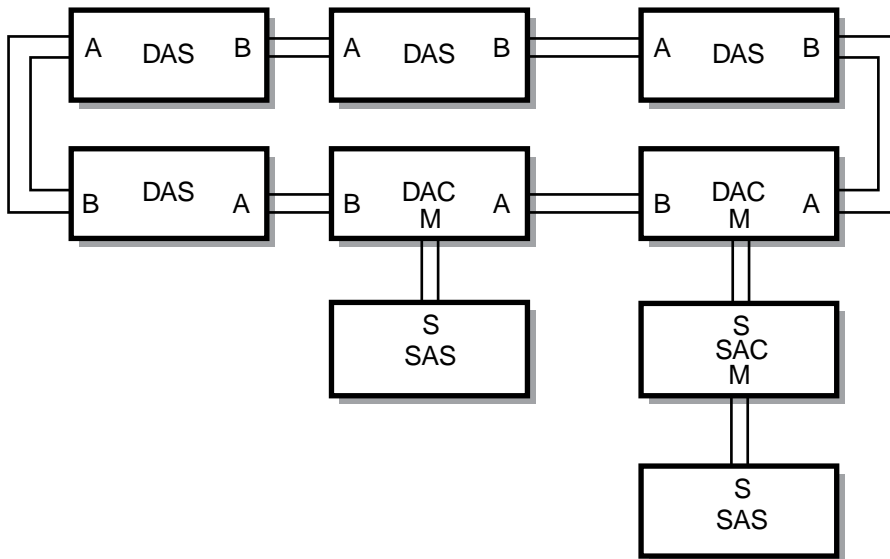 A DAS B A DAS B A DAS B
B DAS A B DAC A B DAC A
M M
S S
SAS SAC
M
S
SAS